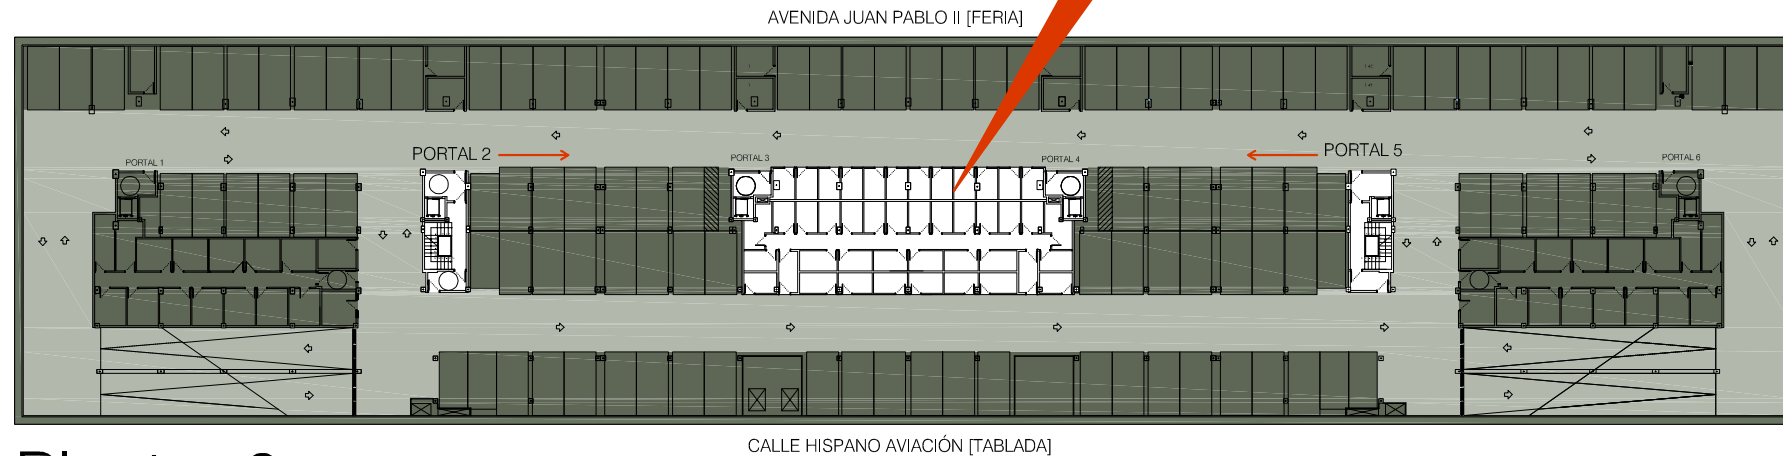 AVENIDA JUAN PABLO II [FERIA]
PORTAL 1
PORTAL 2
PORTAL 3
PORTAL 4
PORTAL 5
PORTAL 6
CALLE HISPANO AVIACIÓN [TABLADA]